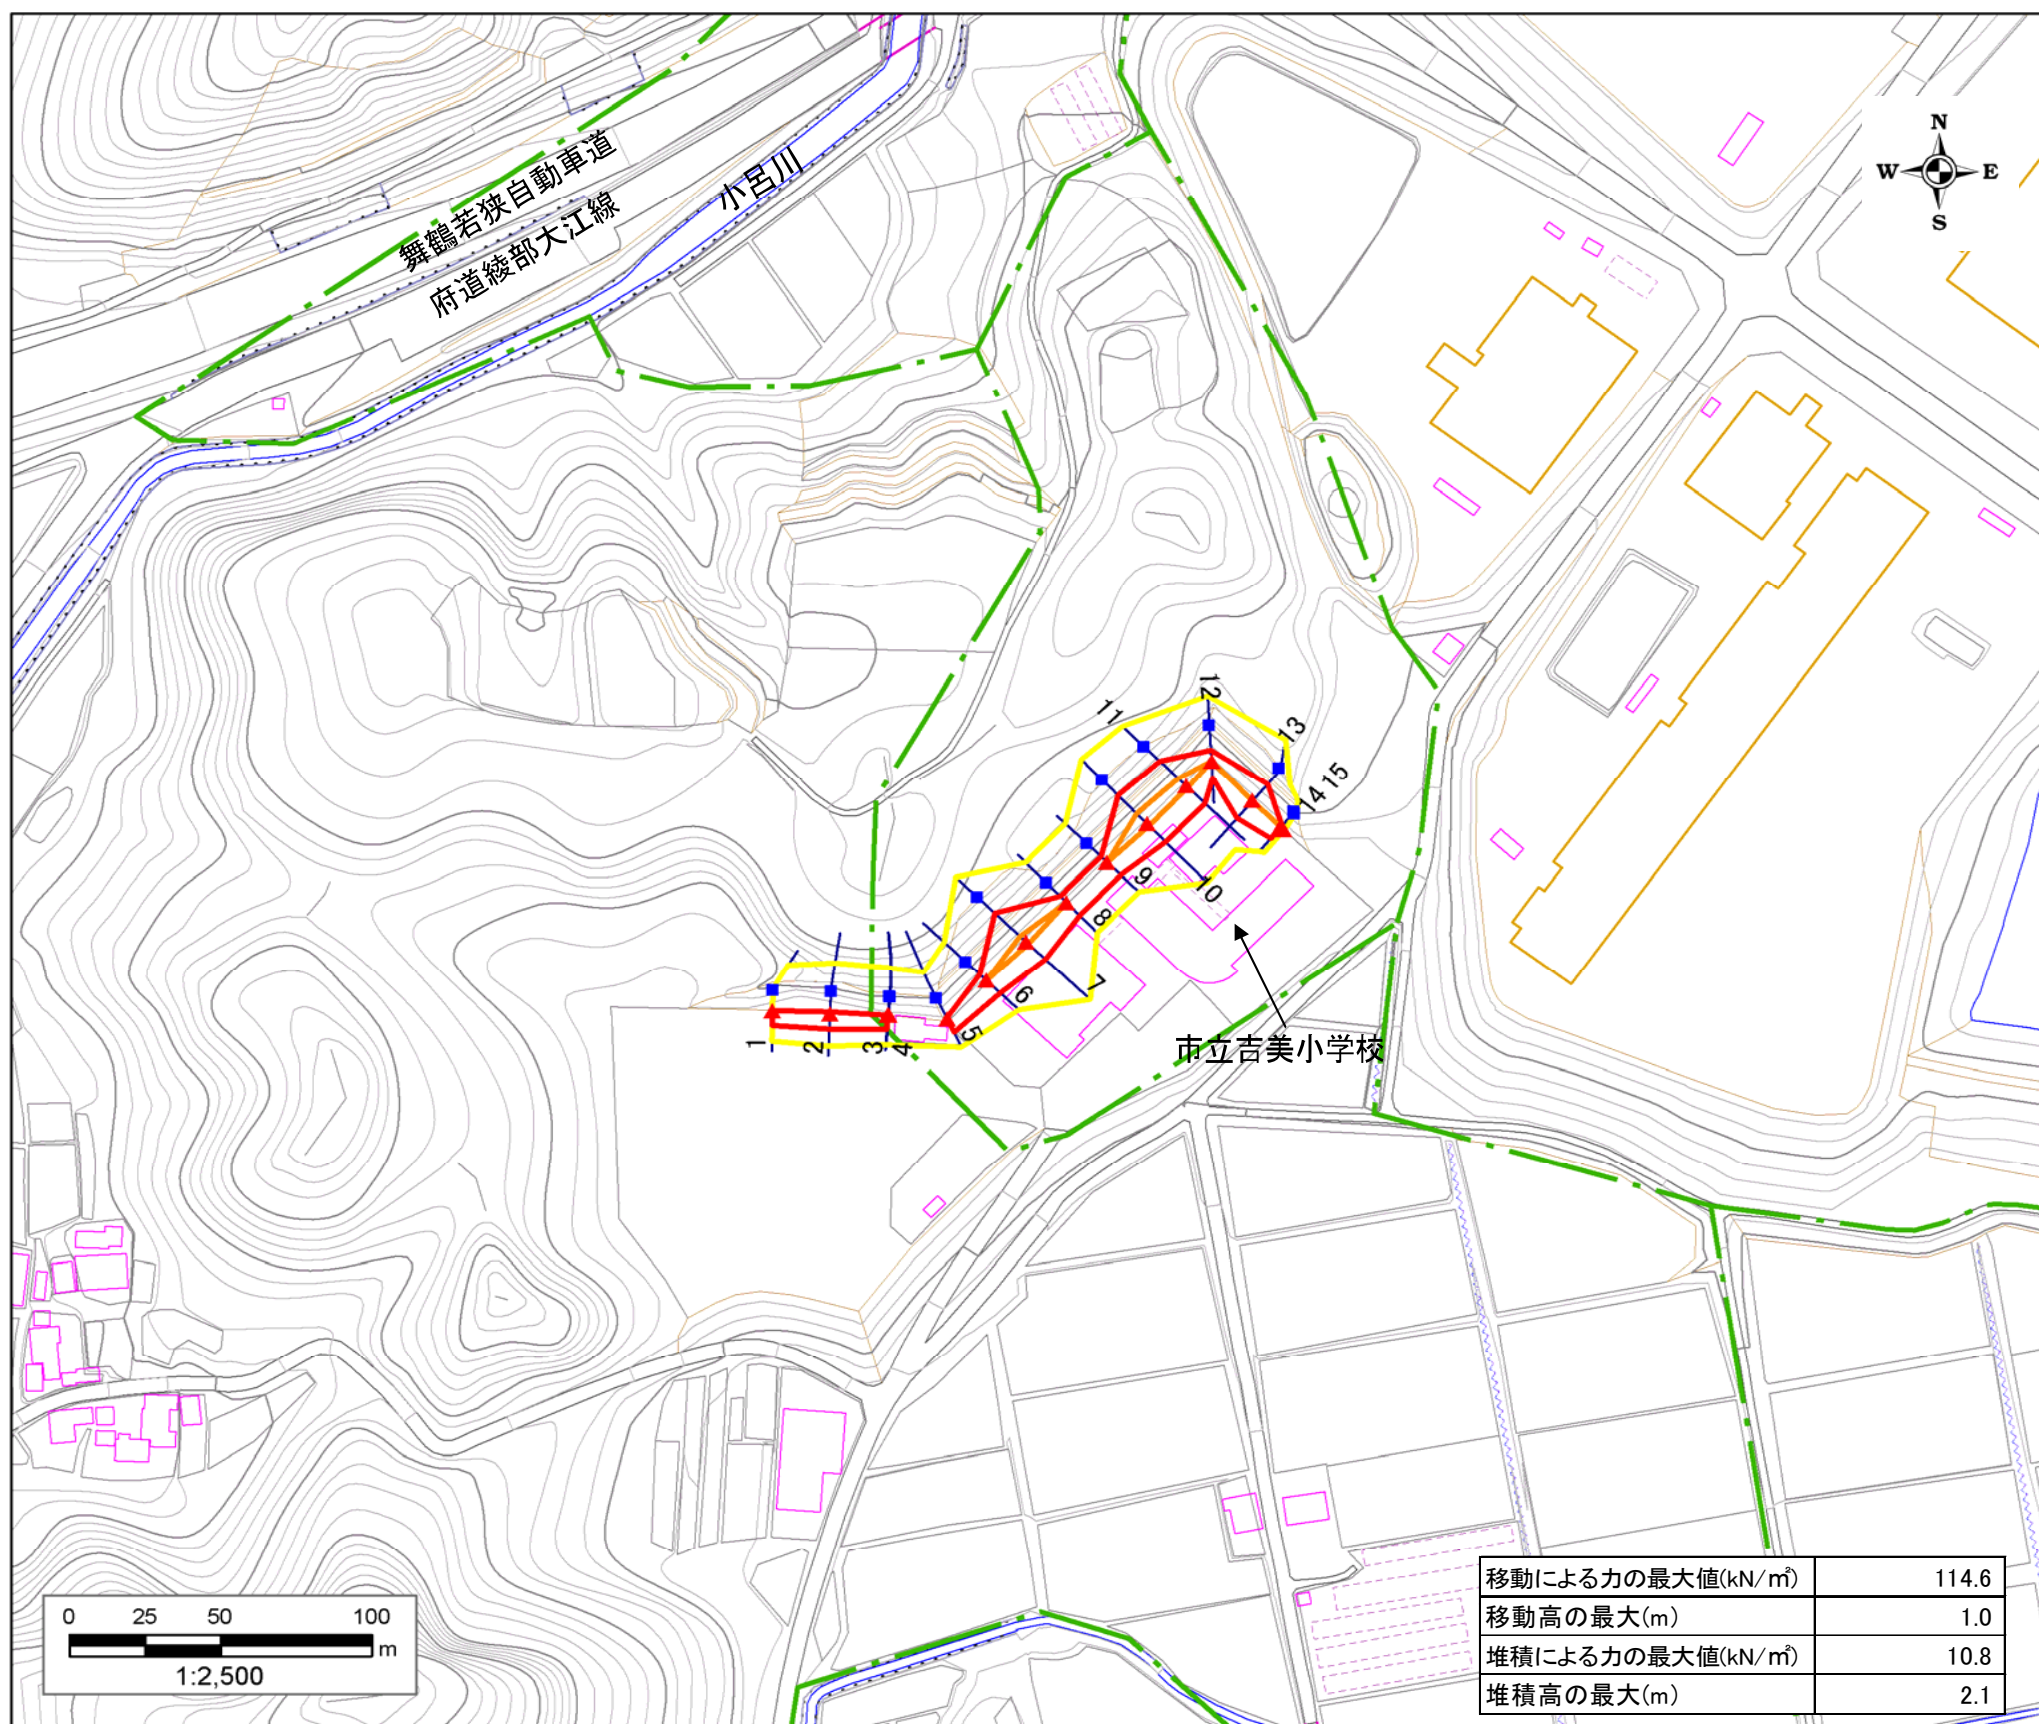 N
W E
S
舞鶴若狭自動車道
府道綾部大江線
小呂川
12
11
13
14 15
9
10
8
7
6
5
1
2
3
4
市立吉美小学校
移動による力の最大値(kN/㎡) 114.6
移動高の最大(m) 1.0
堆積による力の最大値(kN/㎡) 10.8
堆積高の最大(m) 2.1
0 25 50 100
m
1:2,500